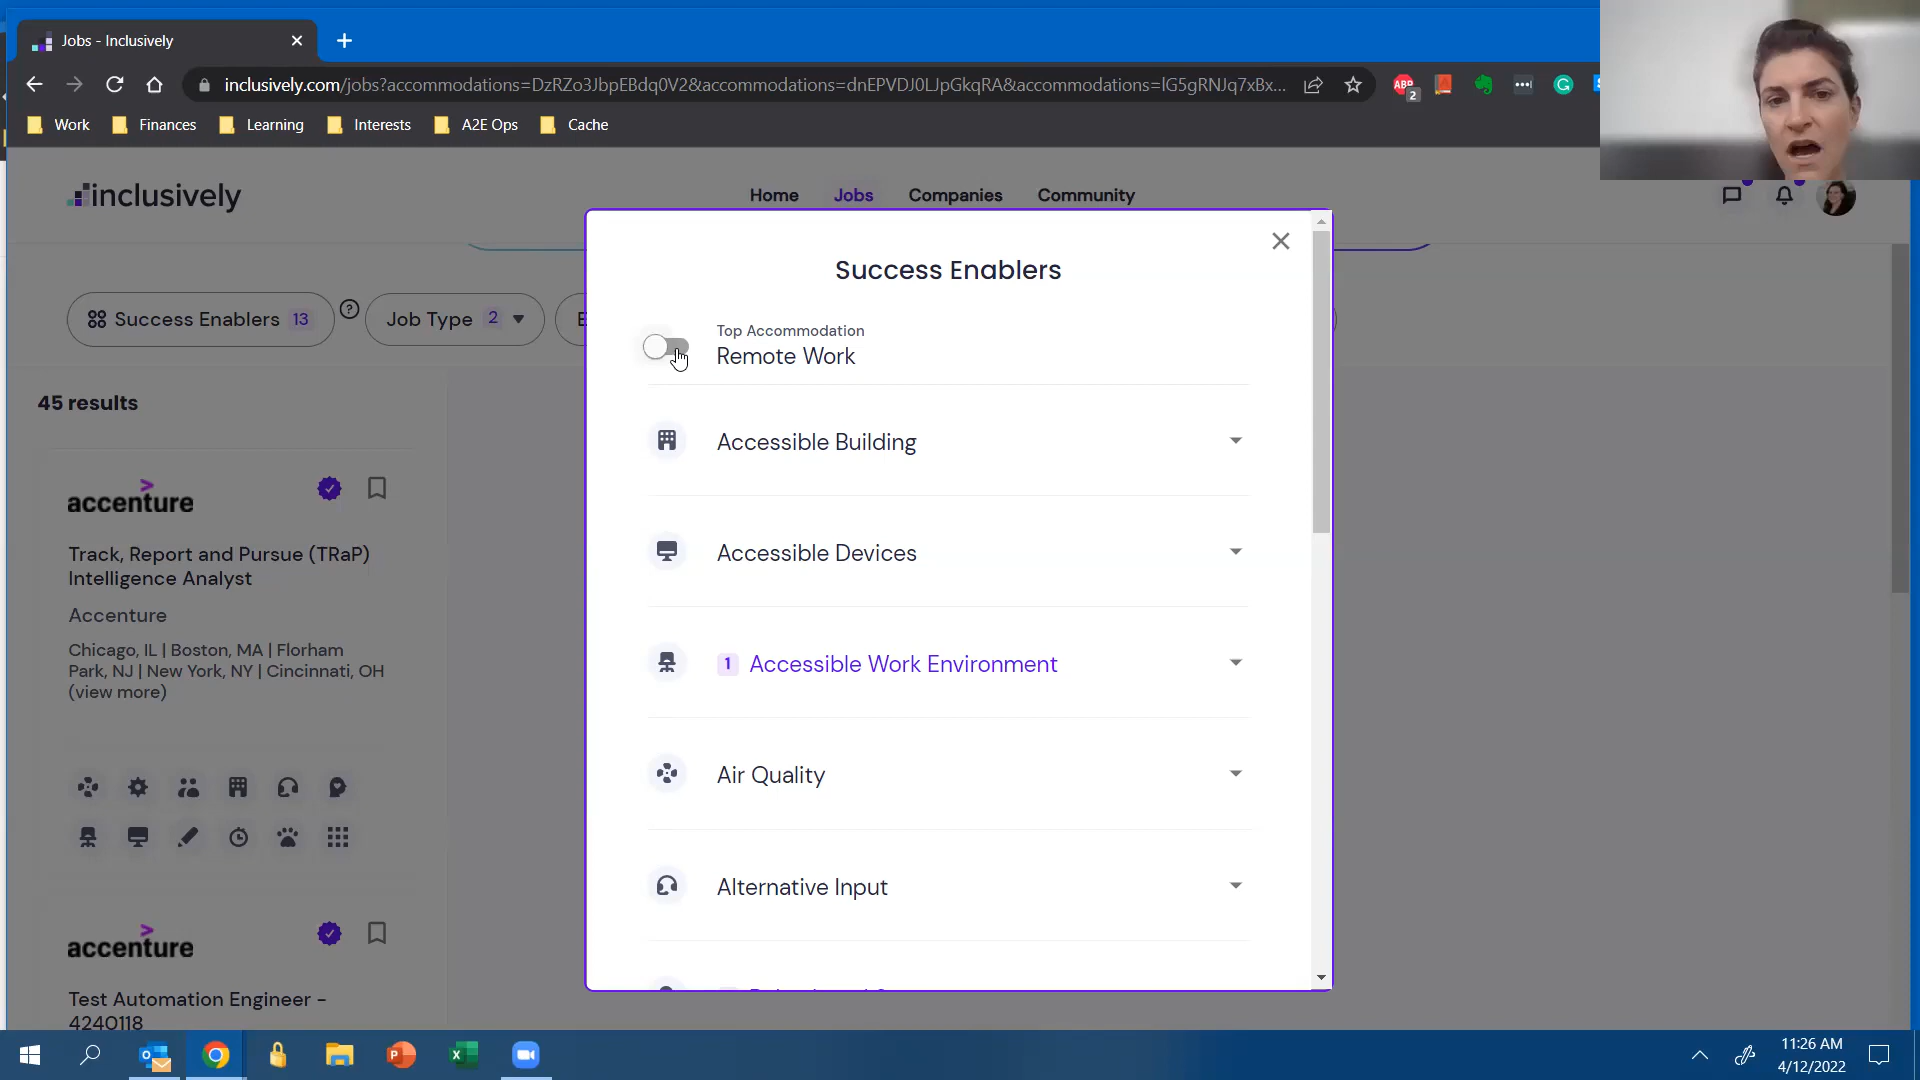 Jobs - Inclusively
inclusively.com/jobs?accommodations=DzRZo3JbpEBdq0V2&accommodations=dnEPVDJ0LJpGkqRA&accommodations=lG5gRNJq7xBx...
ABP
2
Work
Finances
Learning
Interests
A2E Ops
Cache
inclusively
Home
Jobs
Companies
Community
Success Enablers 13
?
Job Type 2
45 results
accenture
Track, Report and Pursue (TRaP)
Intelligence Analyst
Accenture
Chicago, IL | Boston, MA | Florham
Park, NJ | New York, NY | Cincinnati, OH
(view more)
accenture
Test Automation Engineer -
4240118
Success Enablers
Top Accommodation
Remote Work
Accessible Building
Accessible Devices
1 Accessible Work Environment
Air Quality
Alternative Input
11:26 AM
4/12/2022